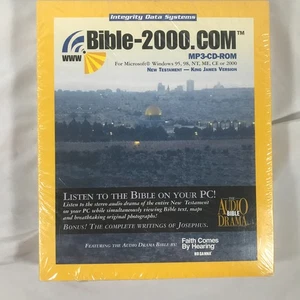 Integrity Data Systems
WWW.
Bible-2000.COM™
MP3-CD-ROM
For Microsoft® Windows 95, 98, NT, ME, CE or 2000
New Testament — King James Version
Listen to the Bible on your PC!
Listen to the stereo audio drama of the entire New Testament
on your PC while simultaneously viewing Bible text, maps
and breathtaking original photographs!
Bonus! The complete writings of Josephus.
Featuring the Audio Drama Bible by:
Faith Comes
By Hearing®
AUDIO
BIBLE
DRAMA